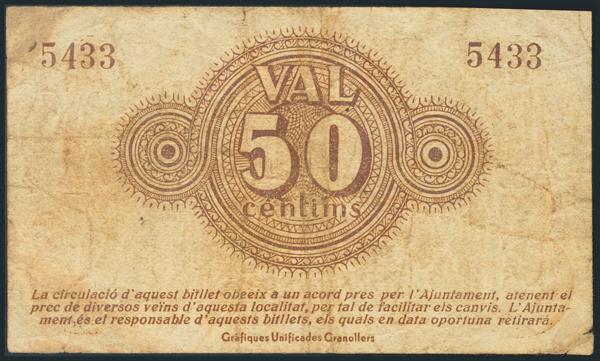 5433 5433
VAL
50
cèntims
La circulació d'aquest bitllet obeeix a un acord pres per l'Ajuntament, atenent el
prec de diversos veïns d'aquesta localitat, per tal de facilitar els canvis. L'Ajunta-
ment és el responsable d'aquests bitllets, els quals en data oportuna retirarà.
Gràfiques Unificades Granollers